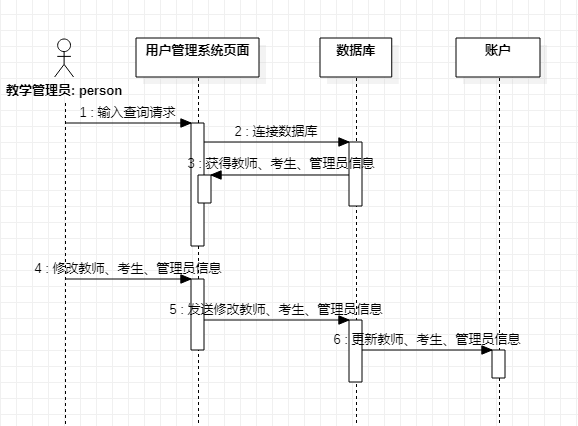 用户管理系统页面
数据库
账户
教学管理员: person
1 : 输入查询请求
2 : 连接数据库
3 : 获得教师、考生、管理员信息
4 : 修改教师、考生、管理员信息
5 : 发送修改教师、考生、管理员信息
6 : 更新教师、考生、管理员信息